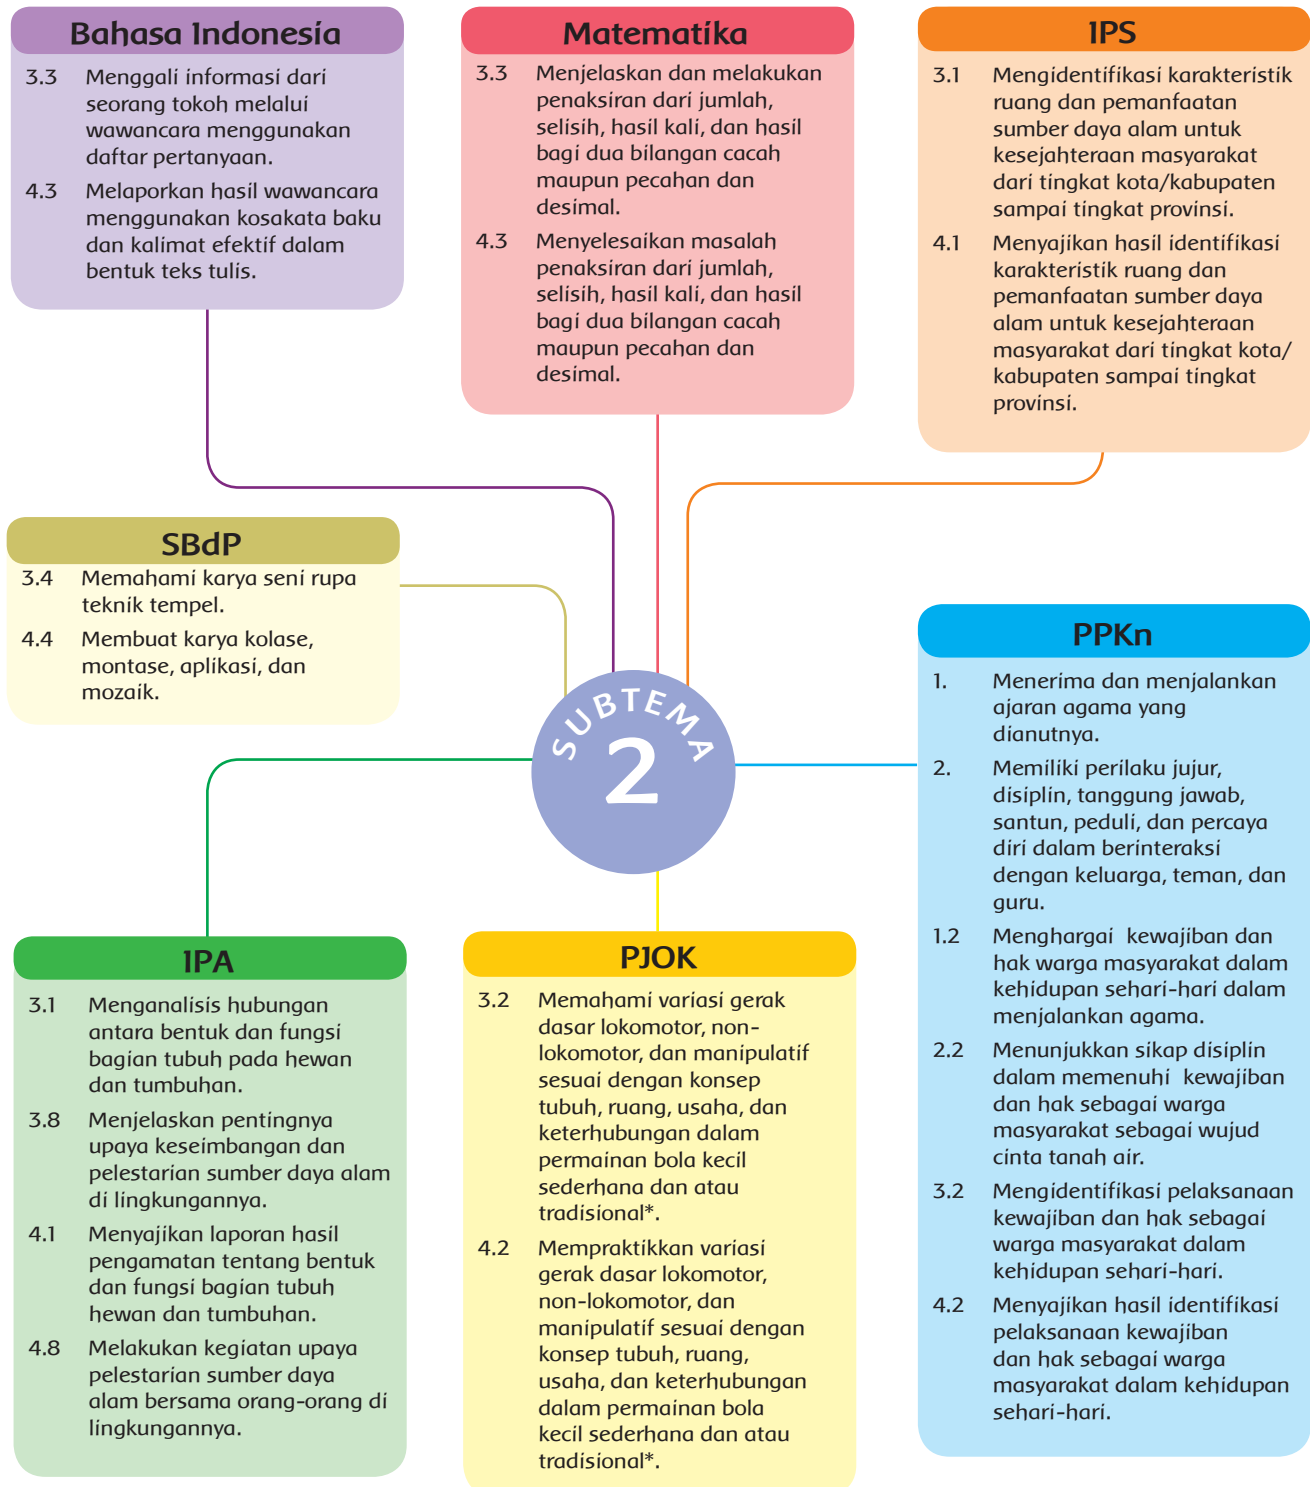 Bahasa Indonesia
3.3 Menggali informasi dari
seorang tokoh melalui
wawancara menggunakan
daftar pertanyaan.
4.3 Melaporkan hasil wawancara
menggunakan kosakata baku
dan kalimat efektif dalam
bentuk teks tulis.
Matematika
3.3 Menjelaskan dan melakukan
penaksiran dari jumlah,
selisih, hasil kali, dan hasil
bagi dua bilangan cacah
maupun pecahan dan
desimal.
4.3 Menyelesaikan masalah
penaksiran dari jumlah,
selisih, hasil kali, dan hasil
bagi dua bilangan cacah
maupun pecahan dan
desimal.
IPS
3.1 Mengidentifikasi karakteristik
ruang dan pemanfaatan
sumber daya alam untuk
kesejahteraan masyarakat
dari tingkat kota/kabupaten
sampai tingkat provinsi.
4.1 Menyajikan hasil identifikasi
karakteristik ruang dan
pemanfaatan sumber daya
alam untuk kesejahteraan
masyarakat dari tingkat kota/
kabupaten sampai tingkat
provinsi.
SBdP
3.4 Memahami karya seni rupa
teknik tempel.
4.4 Membuat karya kolase,
montase, aplikasi, dan
mozaik.
SUBTEMA
2
PPKn
1. Menerima dan menjalankan
ajaran agama yang
dianutnya.
2. Memiliki perilaku jujur,
disiplin, tanggung jawab,
santun, peduli, dan percaya
diri dalam berinteraksi
dengan keluarga, teman, dan
guru.
1.2 Menghargai kewajiban dan
hak warga masyarakat dalam
kehidupan sehari-hari dalam
menjalankan agama.
2.2 Menunjukkan sikap disiplin
dalam memenuhi kewajiban
dan hak sebagai warga
masyarakat sebagai wujud
cinta tanah air.
3.2 Mengidentifikasi pelaksanaan
kewajiban dan hak sebagai
warga masyarakat dalam
kehidupan sehari-hari.
4.2 Menyajikan hasil identifikasi
pelaksanaan kewajiban
dan hak sebagai warga
masyarakat dalam kehidupan
sehari-hari.
IPA
3.1 Menganalisis hubungan
antara bentuk dan fungsi
bagian tubuh pada hewan
dan tumbuhan.
3.8 Menjelaskan pentingnya
upaya keseimbangan dan
pelestarian sumber daya alam
di lingkungannya.
4.1 Menyajikan laporan hasil
pengamatan tentang bentuk
dan fungsi bagian tubuh
hewan dan tumbuhan.
4.8 Melakukan kegiatan upaya
pelestarian sumber daya
alam bersama orang-orang di
lingkungannya.
PJOK
3.2 Memahami variasi gerak
dasar lokomotor, non-
lokomotor, dan manipulatif
sesuai dengan konsep
tubuh, ruang, usaha, dan
keterhubungan dalam
permainan bola kecil
sederhana dan atau
tradisional*.
4.2 Mempraktikkan variasi
gerak dasar lokomotor,
non-lokomotor, dan
manipulatif sesuai dengan
konsep tubuh, ruang,
usaha, dan keterhubungan
dalam permainan bola
kecil sederhana dan atau
tradisional*.